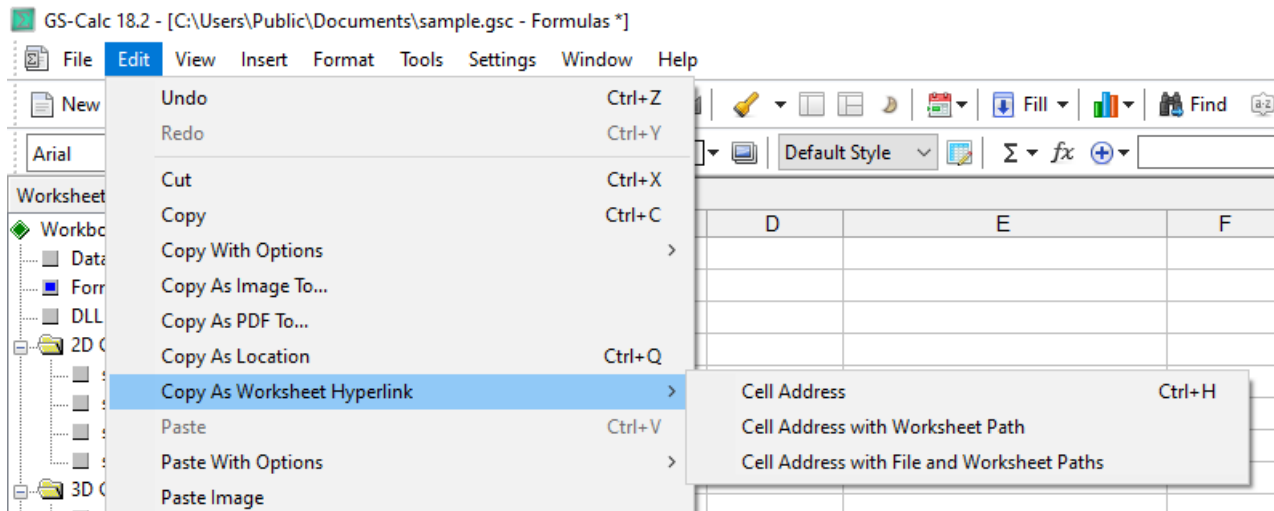 GS-Calc 18.2 - [C:\Users\Public\Documents\sample.gsc - Formulas *]
File Edit View Insert Format Tools Settings Window Help
New Fill Find a-z
Arial Default Style Σ fx
Worksheet
D E F
Undo Ctrl+Z
Redo Ctrl+Y
Cut Ctrl+X
Copy Ctrl+C
Copy With Options
Copy As Image To...
Copy As PDF To...
Copy As Location Ctrl+Q
Copy As Worksheet Hyperlink
Paste Ctrl+V
Paste With Options
Paste Image
Cell Address Ctrl+H
Cell Address with Worksheet Path
Cell Address with File and Worksheet Paths
DLL
2D
3D